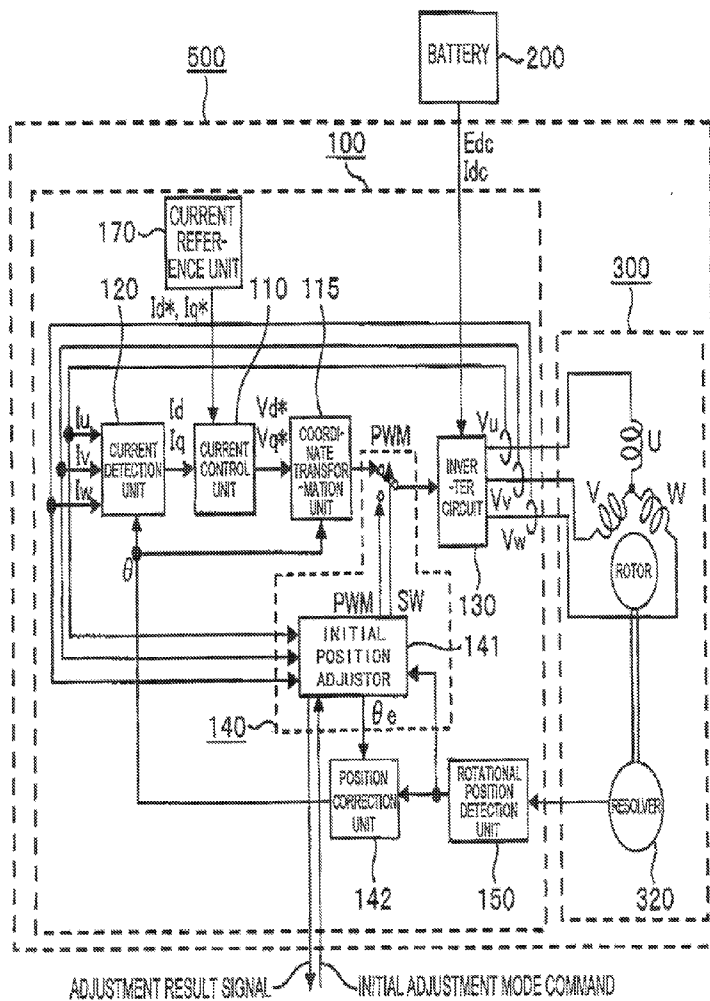 BATTERY
200
500
Edc
Idc
100
CURRENT
REFER-
ENCE UNIT
170
Id*, Iq*
120
110
115
300
Iu
Iv
Iw
CURRENT
DETECTION
UNIT
Id
Iq
CURRENT
CONTROL
UNIT
Vd*
Vq*
COORDI-
NATE
TRANSFOR
-MATION
UNIT
PWM
INVER
-TER
CIRCUIT
130
Vu
Vv
Vw
U
V
W
ROTOR
θ
PWM
SW
INITIAL
POSITION
ADJUSTOR
141
140
θe
POSITION
CORRECTION
UNIT
142
ROTATIONAL
POSITION
DETECTION
UNIT
150
RESOLVER
320
ADJUSTMENT RESULT SIGNAL
INITIAL ADJUSTMENT MODE COMMAND